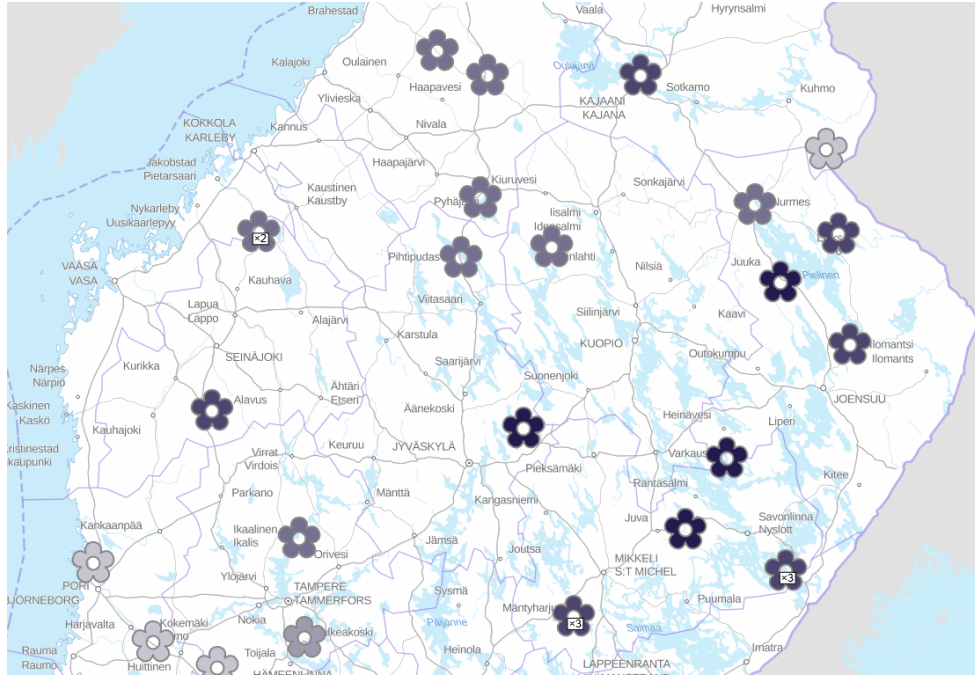 Brahestad
Vaala
Hyrynsalmi
Kalajoki
Oulainen
Oulujärvi
Haapavesi
Sotkamo
Kuhmo
Ylivieska
KAJAANI
KAJANA
KOKKOLA
KARLEBY
Kannus
Nivala
Jakobstad
Pietarsaari
Haapajärvi
Kaustinen
Kaustby
Kiuruvesi
Sonkajärvi
Nykarleby
Uusikaarlepyy
Iisalmi
Idensalmi
Nurmes
×2
VAASA
VASA
Kauhava
Pihtipudas
Nilsiä
Juuka
Pielinen
Viitasaari
Lapua
Lappo
Alajärvi
Siilinjärvi
Kaavi
Karstula
KUOPIO
Ilomantsi
Ilomants
SEINÄJOKI
Saarijärvi
Outokumpu
Närpes
Närpiö
Kurikka
Suonenjoki
Ähtäri
Etseri
Alavus
JOENSUU
Kaskinen
Kaskö
Äänekoski
Heinävesi
Liperi
Kauhajoki
Keuruu
JYVÄSKYLÄ
Virrat
Virdois
Pieksämäki
Kitee
Rantasalmi
Parkano
Mänttä
Kangasniemi
Kankaanpää
Ikaalinen
Ikalis
Juva
Savonlinna
Nyslott
Jämsä
Orivesi
Joutsa
MIKKELI
S:T MICHEL
Ylöjärvi
×3
PORI
BJÖRNEBORG
TAMPERE
TAMMERFORS
Sysmä
Puumala
Harjavalta
Nokia
Päijänne
×3
Saimaa
Kokemäki
Rauma
Raumo
Toijala
Heinola
Imatra
Huittinen
LAPPEENRANTA